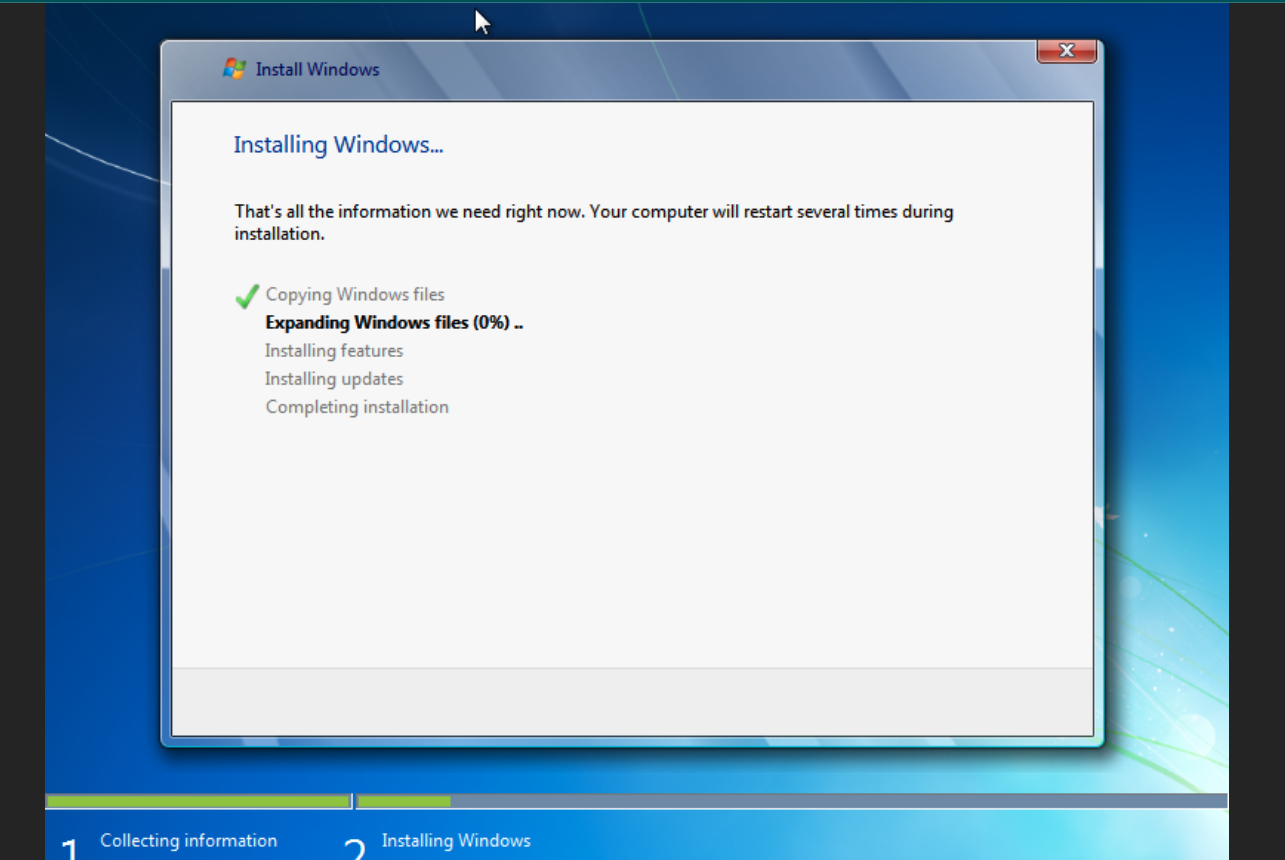 Install Windows
Installing Windows...
That's all the information we need right now. Your computer will restart several times during
installation.
Copying Windows files
Expanding Windows files (0%) ..
Installing features
Installing updates
Completing installation
1 Collecting information
2 Installing Windows